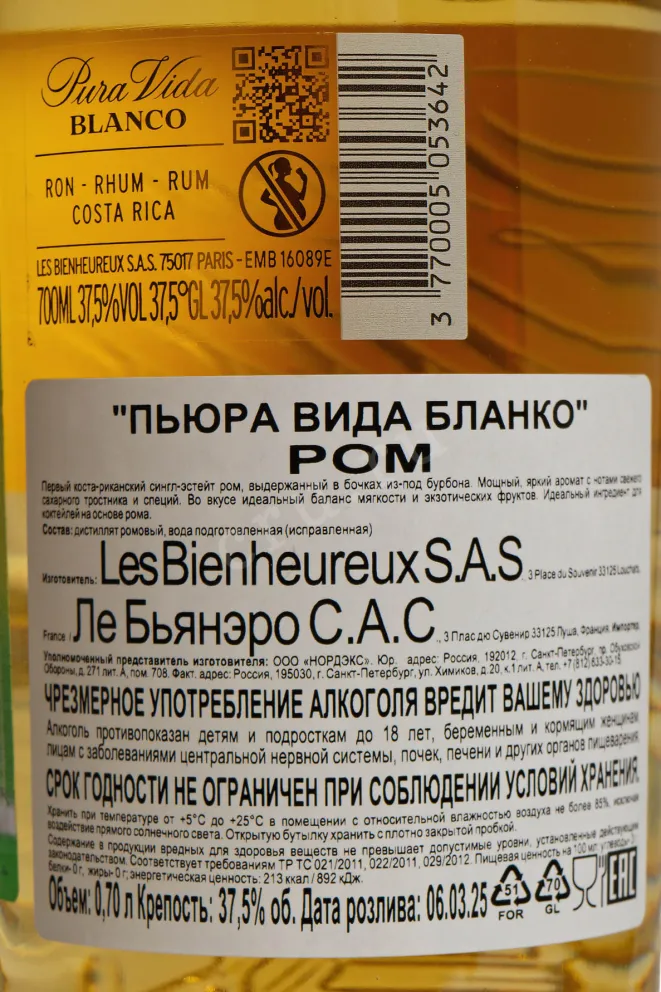 Pura Vida
BLANCO
RON - RHUM - RUM
COSTA RICA
LES BIENHEUREUX S.A.S. 75017 PARIS - EMB 16089E
700ML 37,5%VOL 37,5°GL 37,5%alc./vol.
3 770005 053642
"ПЬЮРА ВИДА БЛАНКО"
РОМ
Первый коста-риканский сингл-эстейт ром, выдержанный в бочках из-под бурбона. Мощный, яркий аромат с нотами свежего
сахарного тростника и специй. Во вкусе идеальный баланс мягкости и экзотических фруктов. Идеальный ингредиент для
коктейлей на основе рома.
Состав: дистиллят ромовый, вода подготовленная (исправленная)
Изготовитель: Les Bienheureux S.A.S., 3 Place du Souvenir 33125 Louchats,
France / Ле Бьянэро С.А.С., 3 Плас дю Сувенир 33125 Луша, Франция. Импортер,
Уполномоченный представитель изготовителя: ООО «НОРДЭКС». Юр. адрес: Россия, 192012 г. Санкт-Петербург, пр. Обуховской
Обороны, д. 271 лит. А, пом. 708. Факт. адрес: Россия, 195030, г. Санкт-Петербург, ул. Химиков, д. 20, к.1 лит. А, тел. +7 (812) 633-30-15
ЧРЕЗМЕРНОЕ УПОТРЕБЛЕНИЕ АЛКОГОЛЯ ВРЕДИТ ВАШЕМУ ЗДОРОВЬЮ
Алкоголь противопоказан детям и подросткам до 18 лет, беременным и кормящим женщинам,
лицам с заболеваниями центральной нервной системы, почек, печени и других органов пищеварения.
СРОК ГОДНОСТИ НЕ ОГРАНИЧЕН ПРИ СОБЛЮДЕНИИ УСЛОВИЙ ХРАНЕНИЯ.
Хранить при температуре от +5°С до +25°С в помещении с относительной влажностью воздуха не более 85%, исключая
воздействие прямого солнечного света. Открытую бутылку хранить с плотно закрытой пробкой.
Содержание в продукции вредных для здоровья веществ не превышает допустимые уровни, установленные действующим
законодательством. Соответствует требованиям ТР ТС 021/2011, 022/2011, 029/2012. Пищевая ценность на 100 мл: углеводы-
белки- 0 г, жиры- 0 г; энергетическая ценность: 213 ккал / 892 кДж.
Объем: 0,70 л Крепость: 37,5% об. Дата розлива: 06.03.25
51
FOR
70
GL
EAC